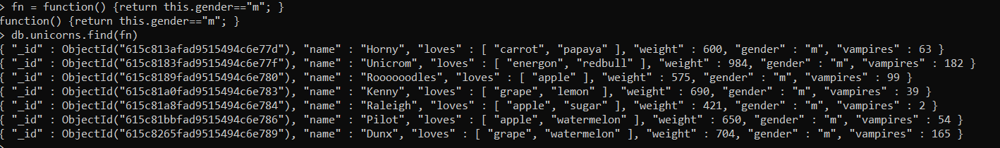 > fn = function() {return this.gender=="m"; }
function() {return this.gender=="m"; }
> db.unicorns.find(fn)
{ "_id" : ObjectId("615c813afad9515494c6e77d"), "name" : "Horny", "loves" : [ "carrot", "papaya" ], "weight" : 600, "gender" : "m", "vampires" : 63 }
{ "_id" : ObjectId("615c8183fad9515494c6e77f"), "name" : "Unicrom", "loves" : [ "energon", "redbull" ], "weight" : 984, "gender" : "m", "vampires" : 182 }
{ "_id" : ObjectId("615c8189fad9515494c6e780"), "name" : "Roooooodles", "loves" : [ "apple" ], "weight" : 575, "gender" : "m", "vampires" : 99 }
{ "_id" : ObjectId("615c81a0fad9515494c6e783"), "name" : "Kenny", "loves" : [ "grape", "lemon" ], "weight" : 690, "gender" : "m", "vampires" : 39 }
{ "_id" : ObjectId("615c81a8fad9515494c6e784"), "name" : "Raleigh", "loves" : [ "apple", "sugar" ], "weight" : 421, "gender" : "m", "vampires" : 2 }
{ "_id" : ObjectId("615c81bbfad9515494c6e786"), "name" : "Pilot", "loves" : [ "apple", "watermelon" ], "weight" : 650, "gender" : "m", "vampires" : 54 }
{ "_id" : ObjectId("615c8265fad9515494c6e789"), "name" : "Dunx", "loves" : [ "grape", "watermelon" ], "weight" : 704, "gender" : "m", "vampires" : 165 }